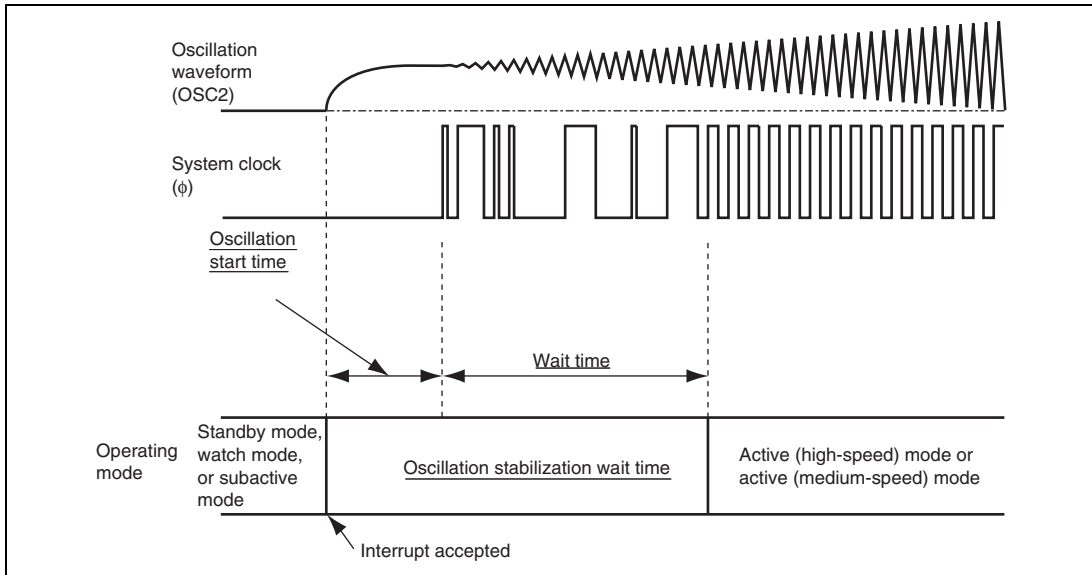 Oscillation
waveform
(OSC2)
System clock
(ϕ)
Oscillation
start time
Wait time
Operating
mode
Standby mode,
watch mode,
or subactive
mode
Oscillation stabilization wait time
Active (high-speed) mode or
active (medium-speed) mode
Interrupt accepted